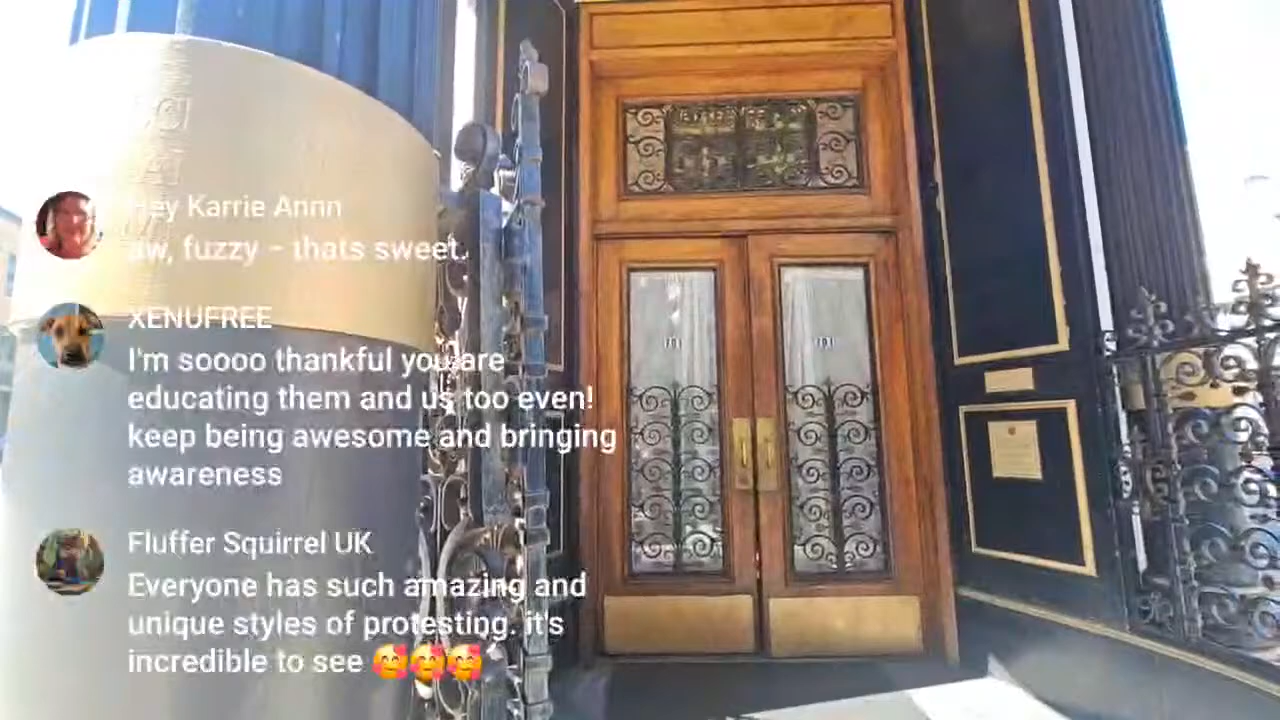 Hey Karrie Annn
aw, fuzzy - thats sweet.
XENUFREE
I'm soooo thankful you are
educating them and us too even!
keep being awesome and bringing
awareness
Fluffer Squirrel UK
Everyone has such amazing and
unique styles of protesting. it's
incredible to see 🥰🥰🥰